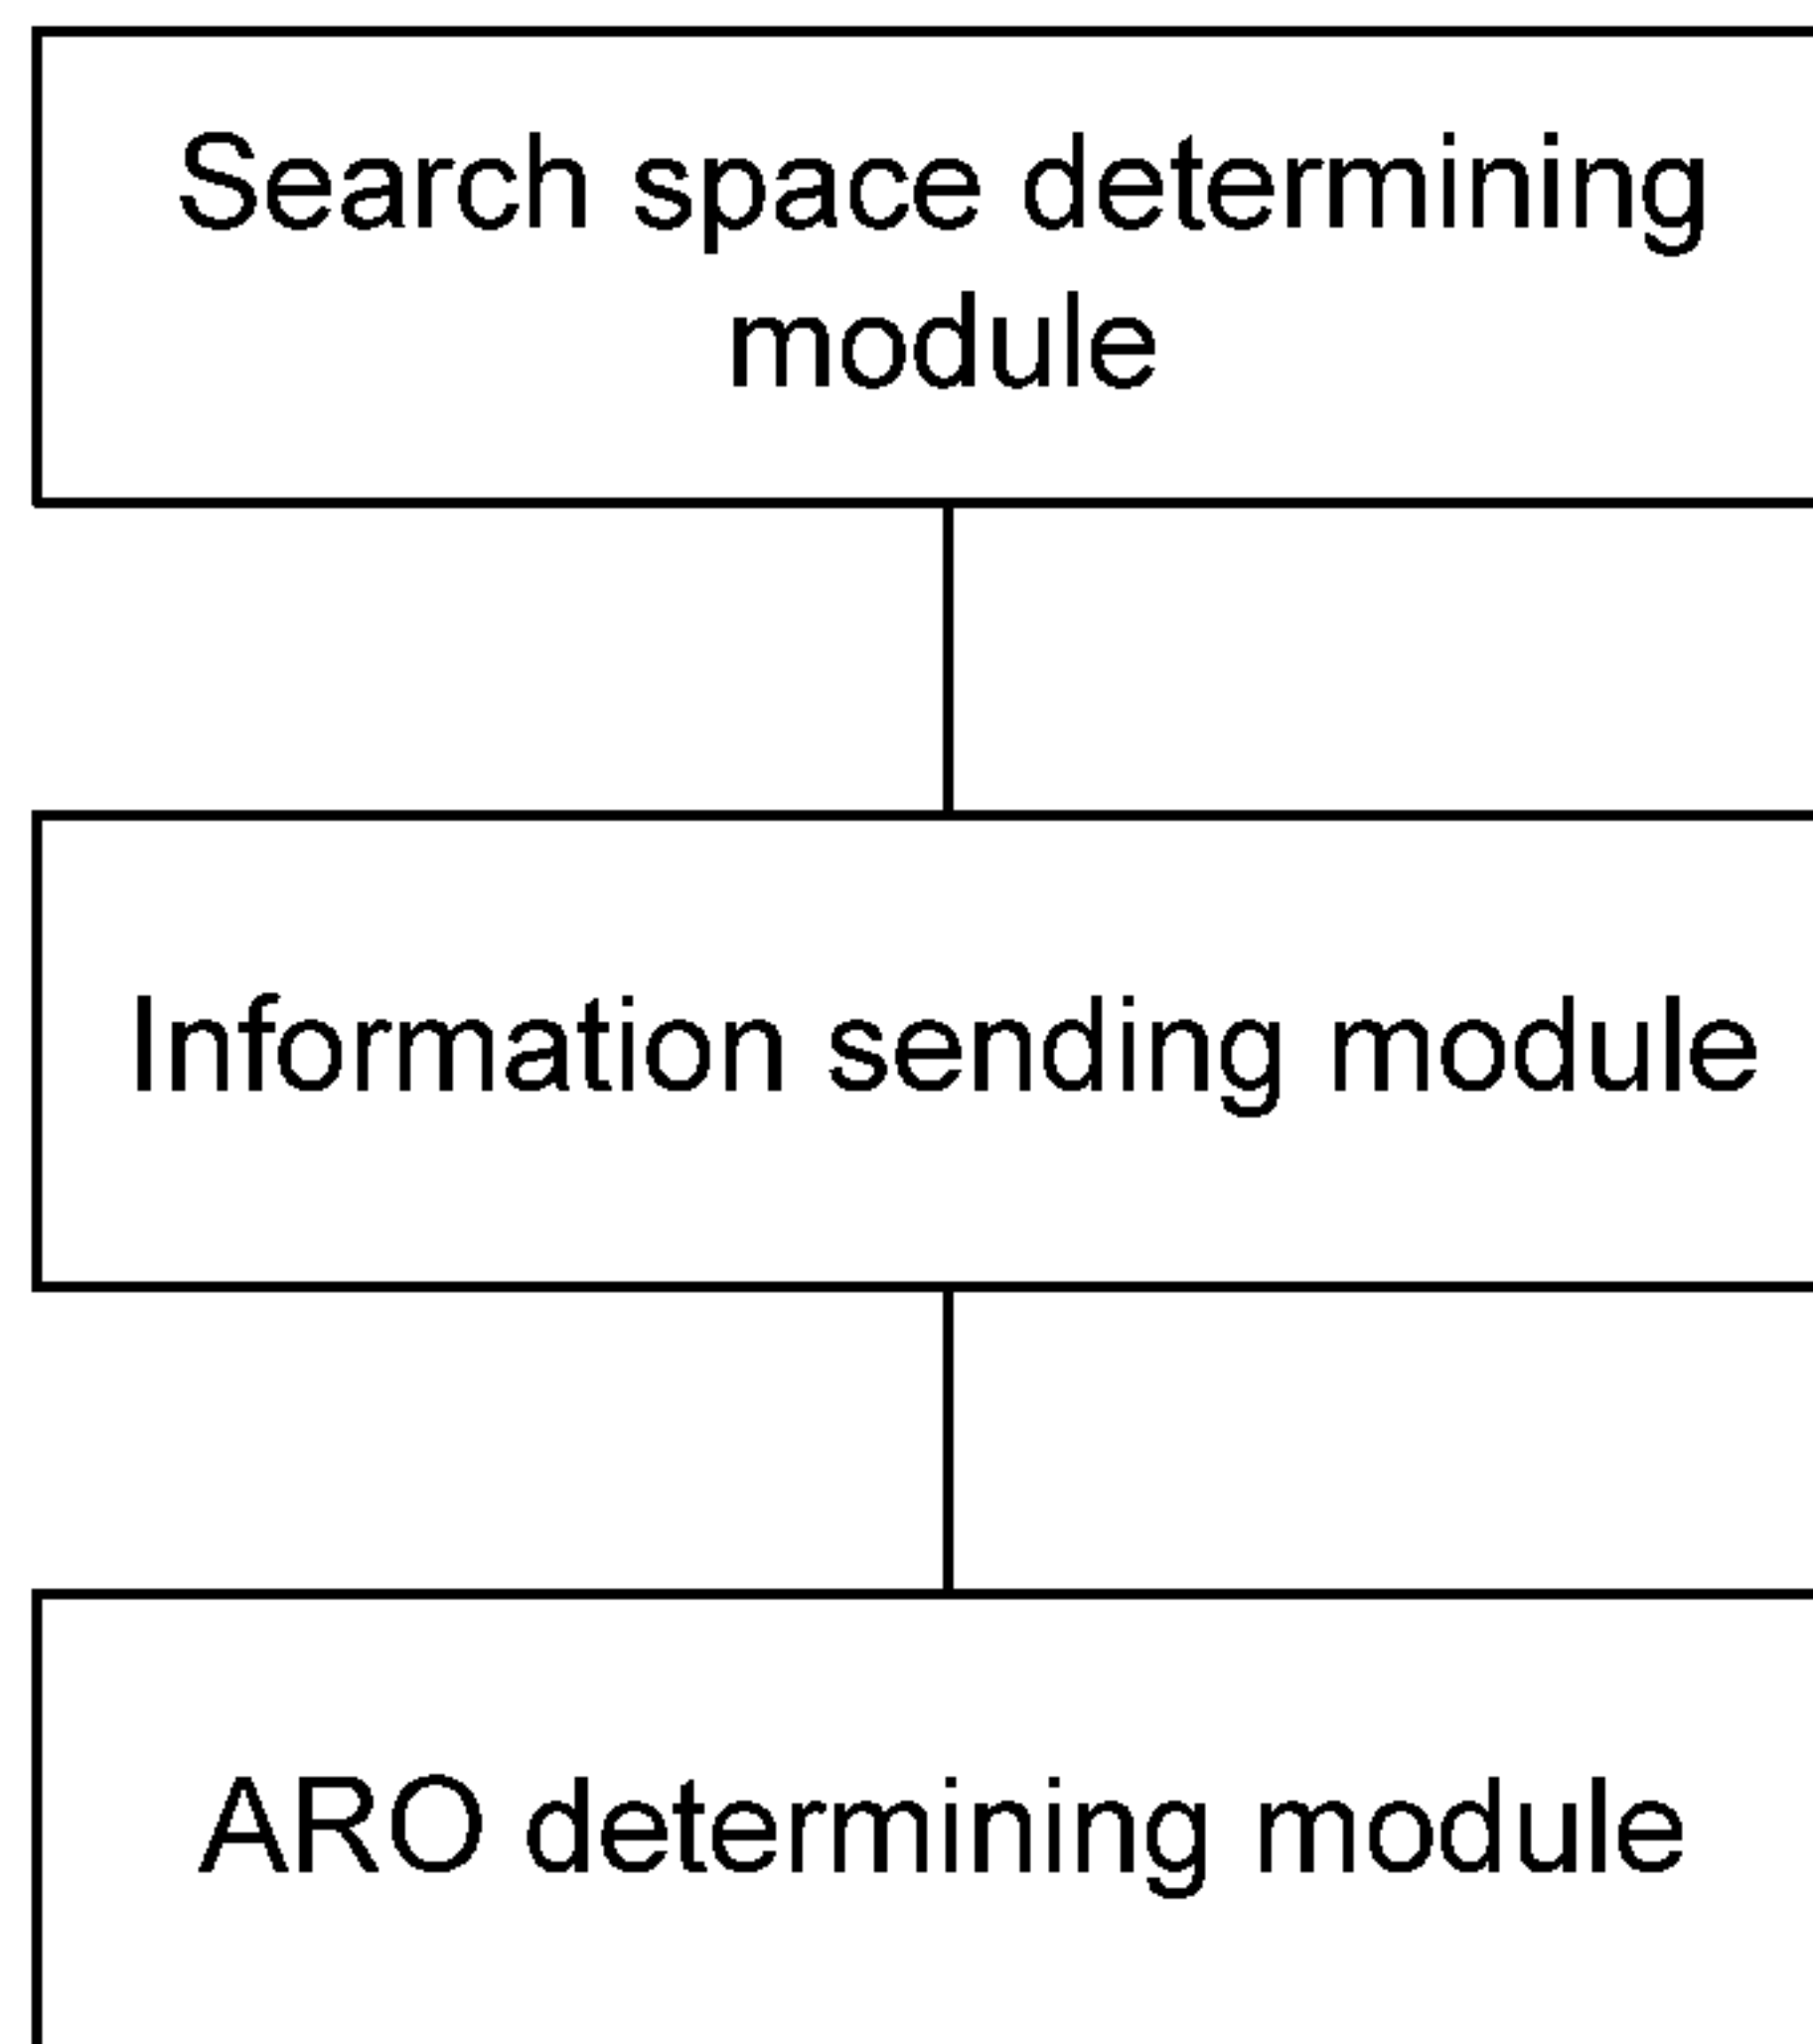 Search space determining
module
Information sending module
ARO determining module